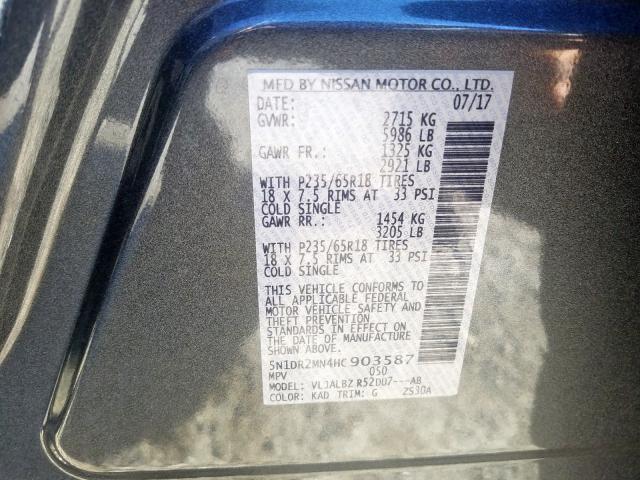 MFD BY NISSAN MOTOR CO., LTD.
DATE: 07/17
GVWR: 2715 KG
5986 LB
GAWR FR.: 1325 KG
2921 LB
WITH P235/65R18 TIRES
18 X 7.5 RIMS AT 33 PSI
COLD SINGLE
GAWR RR.: 1454 KG
3205 LB
WITH P235/65R18 TIRES
18 X 7.5 RIMS AT 33 PSI
COLD SINGLE
THIS VEHICLE CONFORMS TO
ALL APPLICABLE FEDERAL
MOTOR VEHICLE SAFETY AND
THEFT PREVENTION
STANDARDS IN EFFECT ON
THE DATE OF MANUFACTURE
SHOWN ABOVE.
5N1DR2MN4HC903587
MPV 050
MODEL: VLJALBZ R52DU7---AB
COLOR: KAD TRIM: G ZS30A